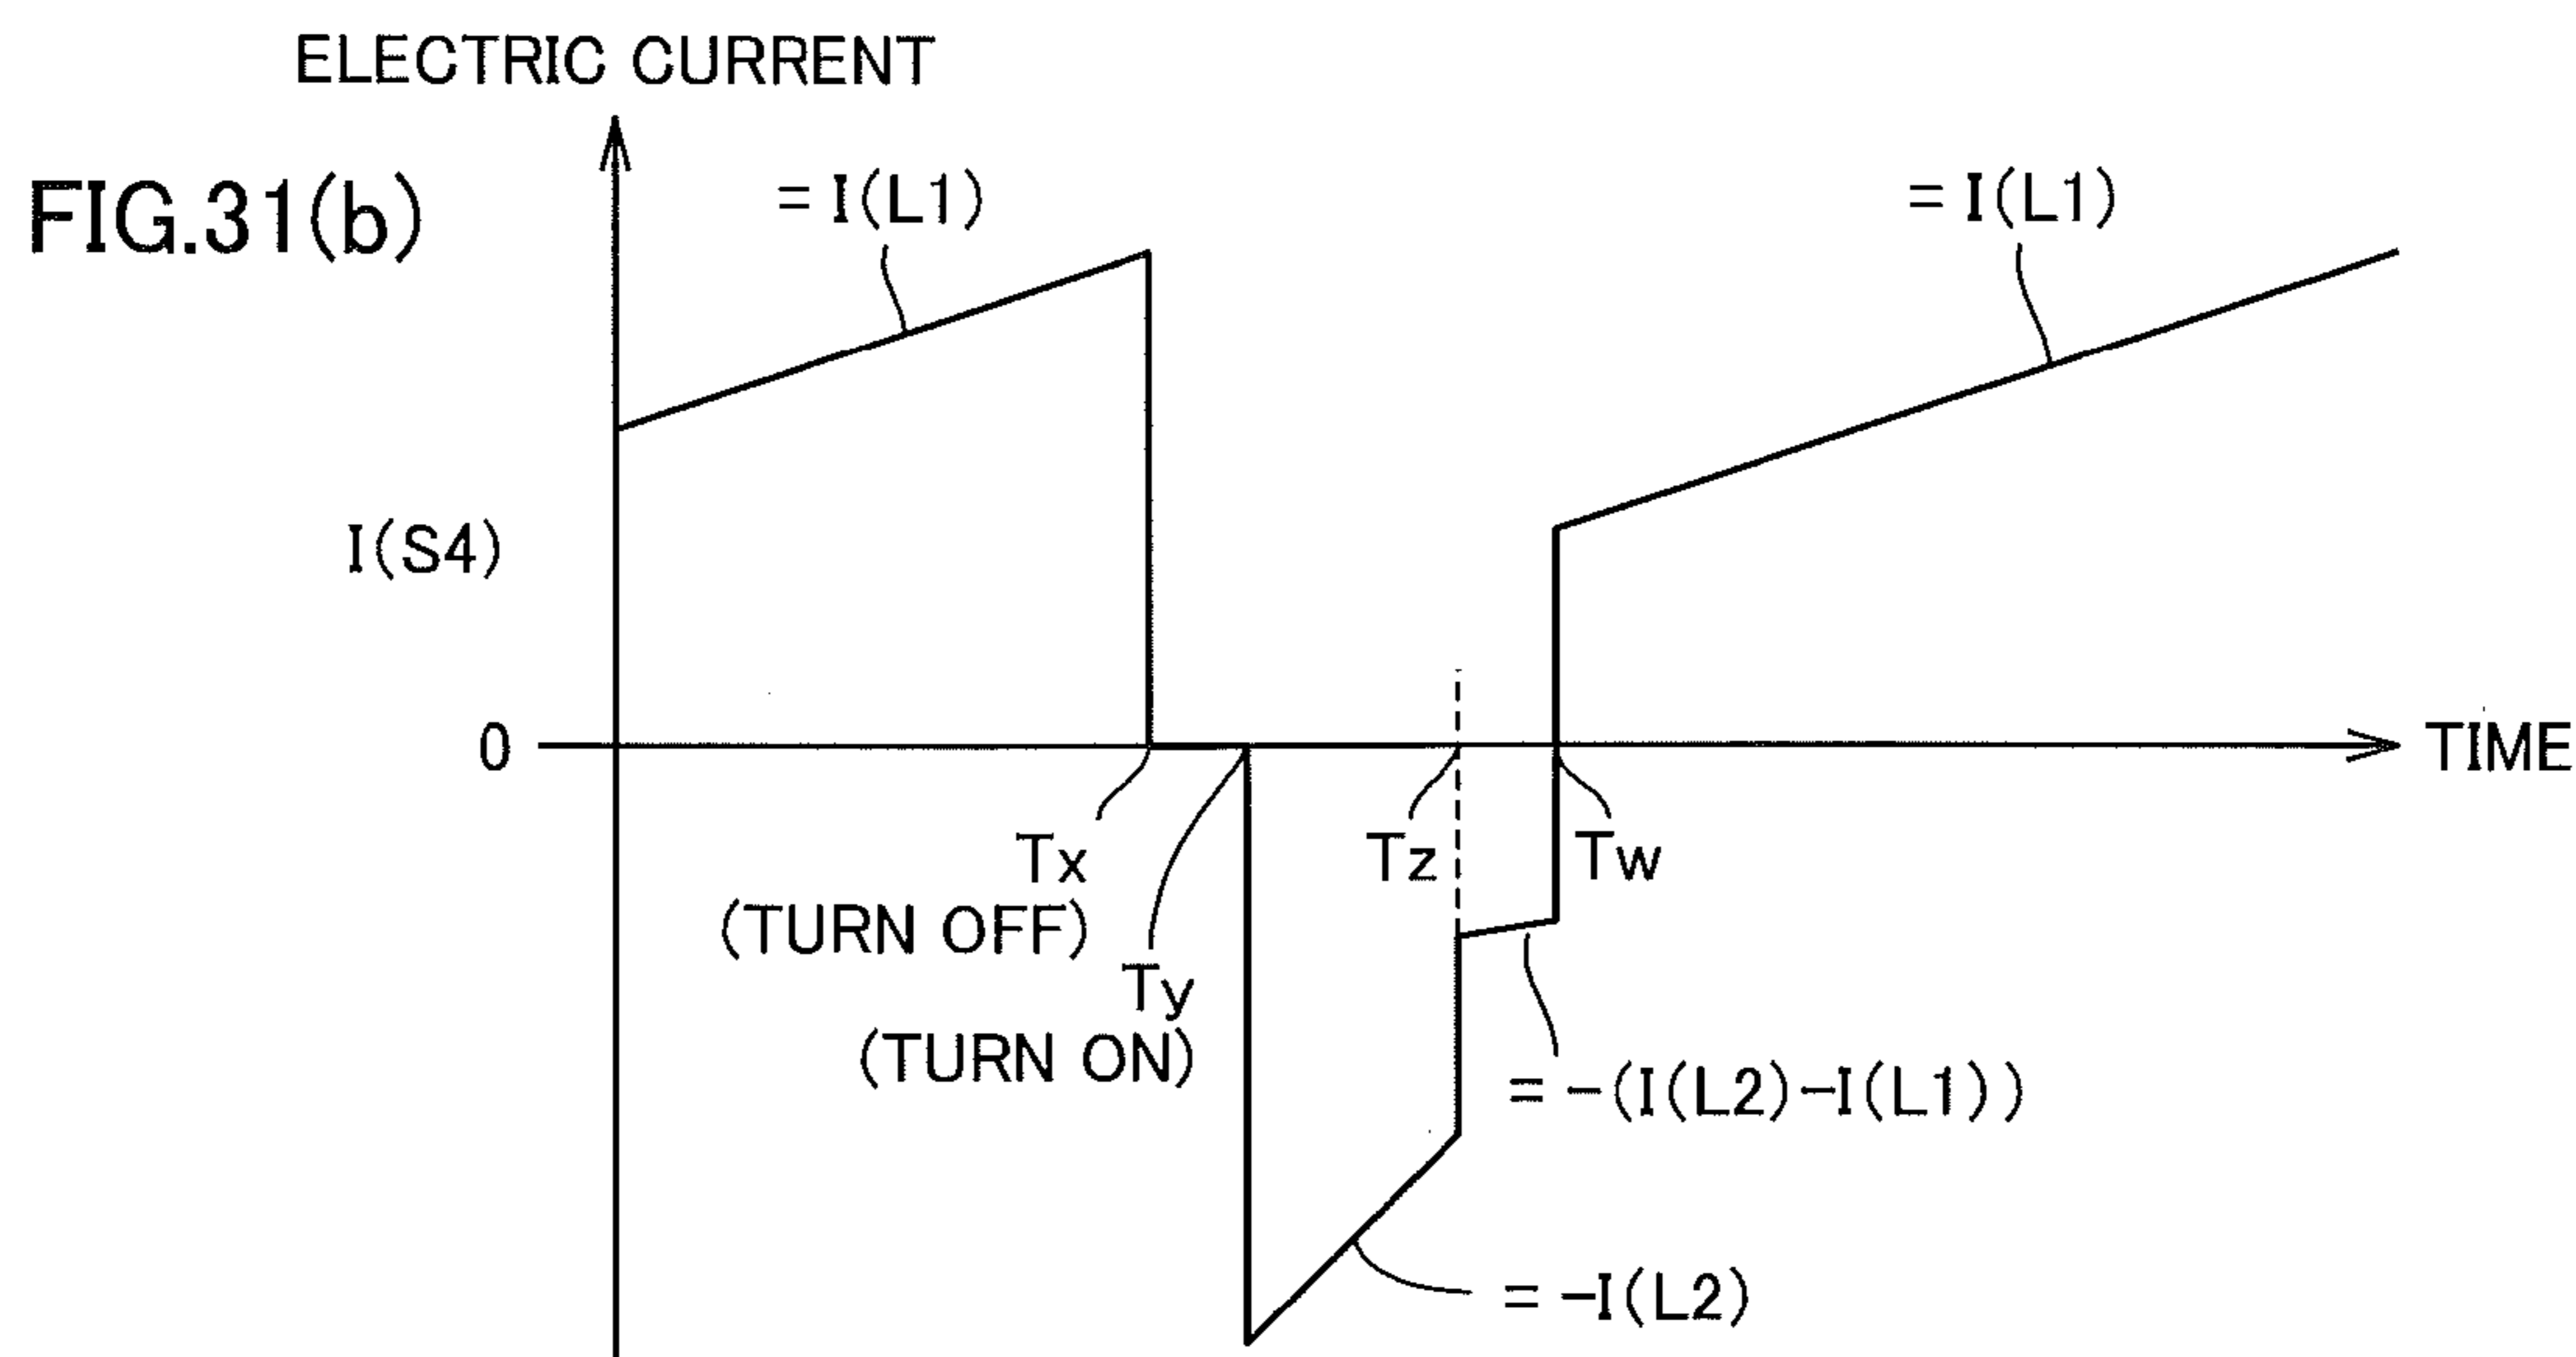 ELECTRIC CURRENT
FIG.31(b)
= I(L1)
= I(L1)
I(S4)
0
TIME
Tx
(TURN OFF)
Ty
(TURN ON)
Tz
Tw
= -(I(L2)-I(L1))
= -I(L2)